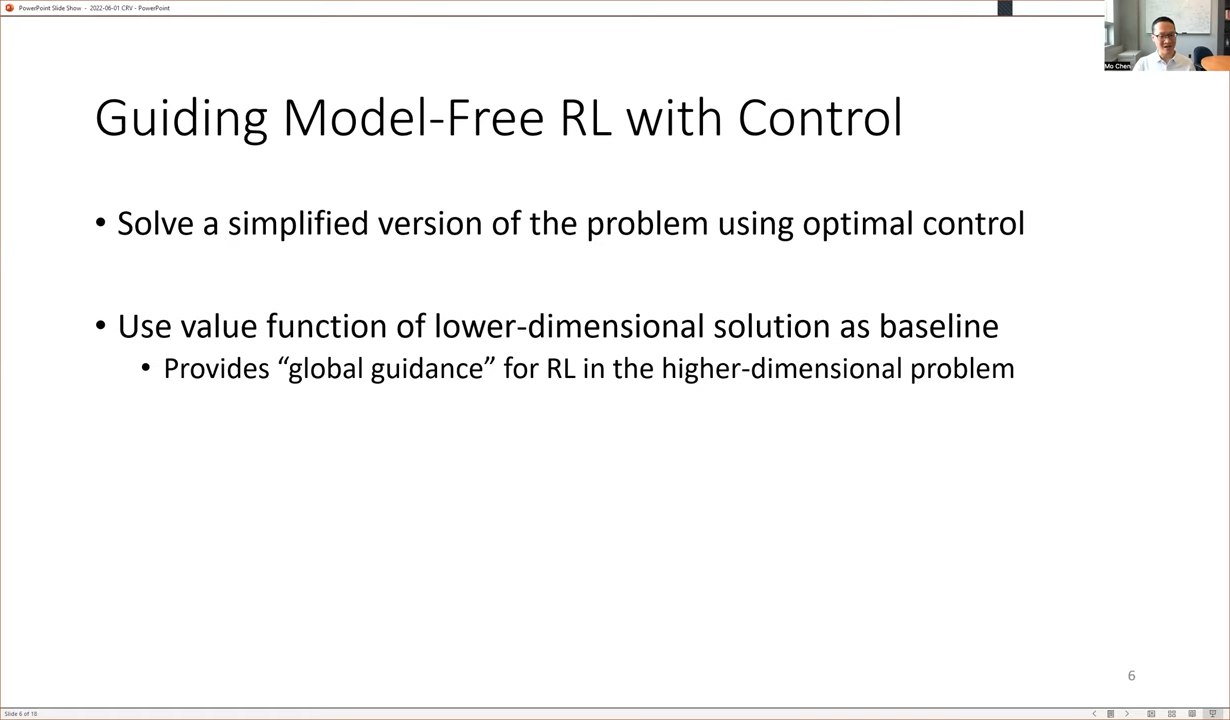 PowerPoint Slide Show - 2022-06-01 CRV - PowerPoint
Mo Chen
Guiding Model-Free RL with Control
• Solve a simplified version of the problem using optimal control
• Use value function of lower-dimensional solution as baseline
• Provides “global guidance” for RL in the higher-dimensional problem
6
Slide 6 of 18